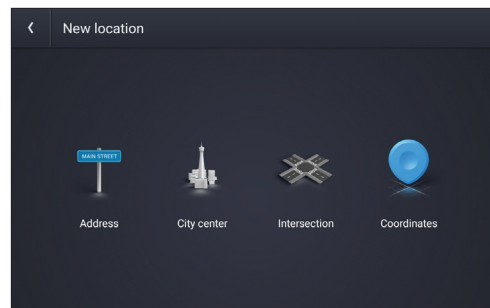 New location
MAIN STREET
Address
City center
Intersection
Coordinates